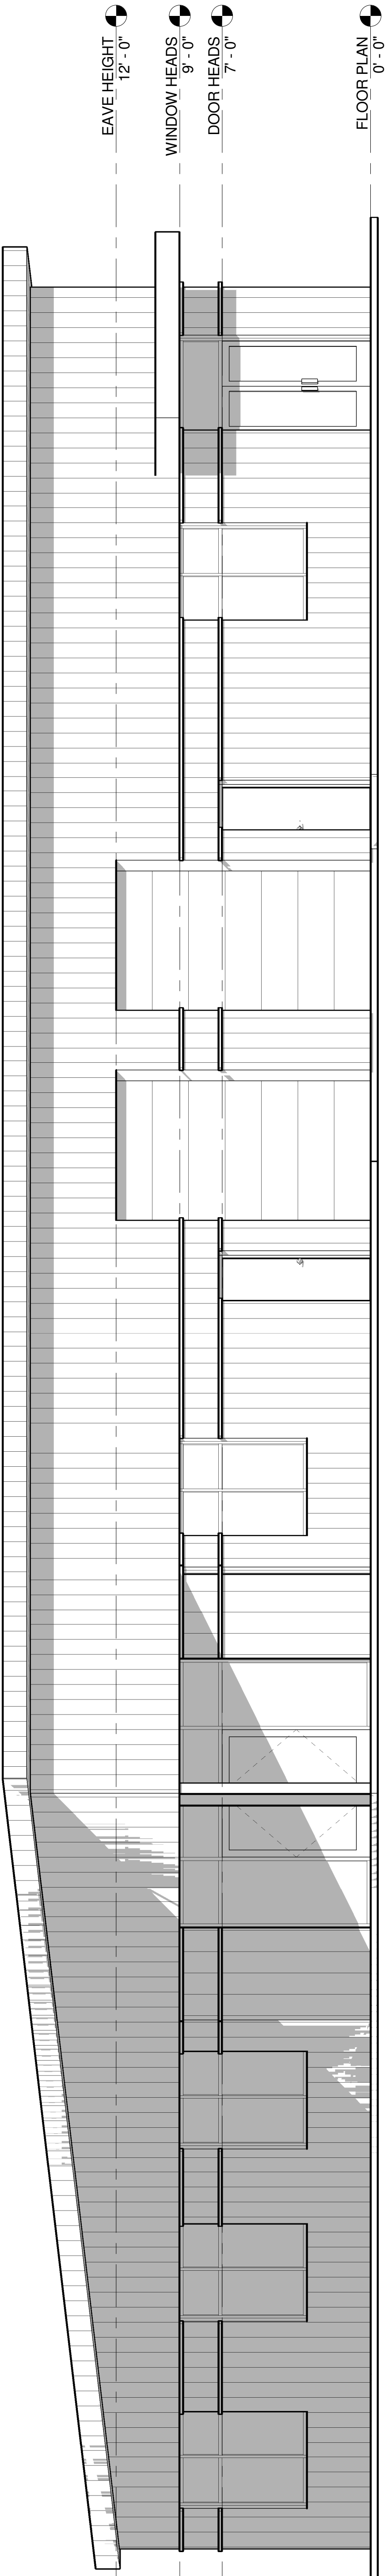 EAVE HEIGHT
12' - 0"
WINDOW HEADS
9' - 0"
DOOR HEADS
7' - 0"
FLOOR PLAN
0' - 0"